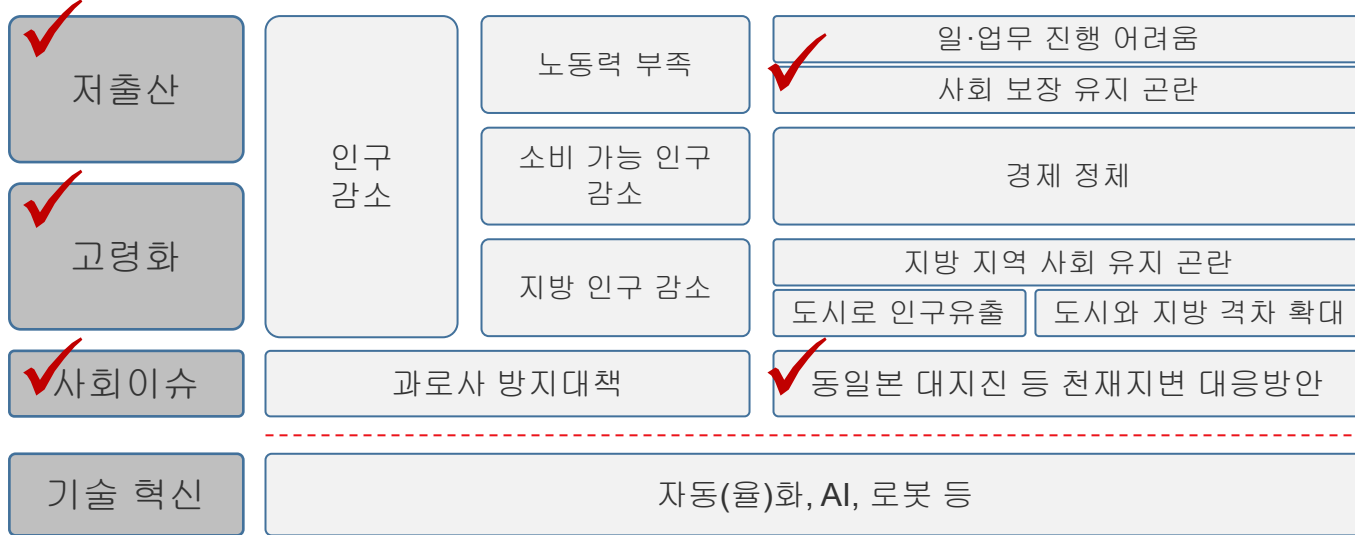 저출산
고령화
사회이슈
기술 혁신
인구
감소
노동력 부족
소비 가능 인구
감소
지방 인구 감소
일·업무 진행 어려움
사회 보장 유지 곤란
경제 정체
지방 지역 사회 유지 곤란
도시로 인구유출
도시와 지방 격차 확대
과로사 방지대책
동일본 대지진 등 천재지변 대응방안
자동(율)화, AI, 로봇 등